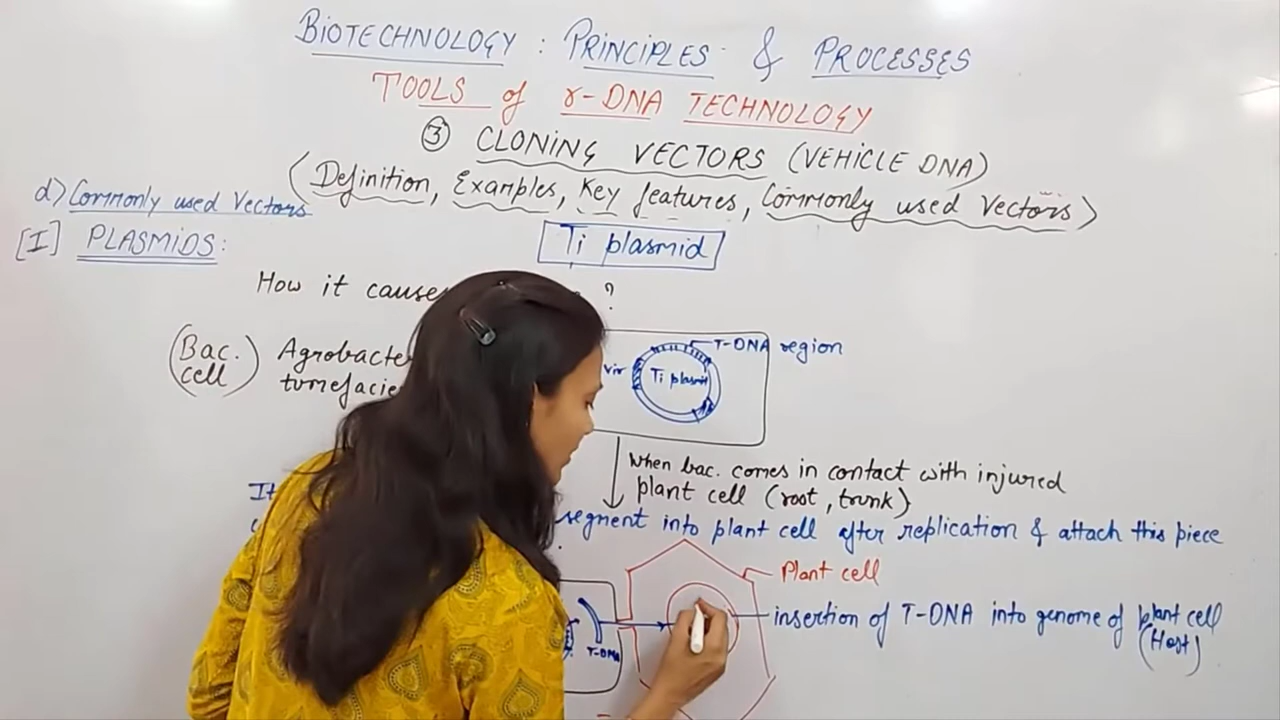 BIOTECHNOLOGY : PRINCIPLES & PROCESSES
TOOLS of r-DNA TECHNOLOGY
③ CLONING VECTORS (VEHICLE DNA)
(Definition, Examples, Key features, Commonly used Vectors)
d) Commonly used Vectors
[I] PLASMIDS:
Ti plasmid
How it causes ?
(Bac. cell)
Agrobacte
tumefacie
T-DNA region
vir
Ti plasmid
When bac. comes in contact with injured
plant cell (root, trunk)
It
segment into plant cell after replication & attach this piece
Plant cell
insertion of T-DNA into genome of plant cell
(Host)
T-DNA